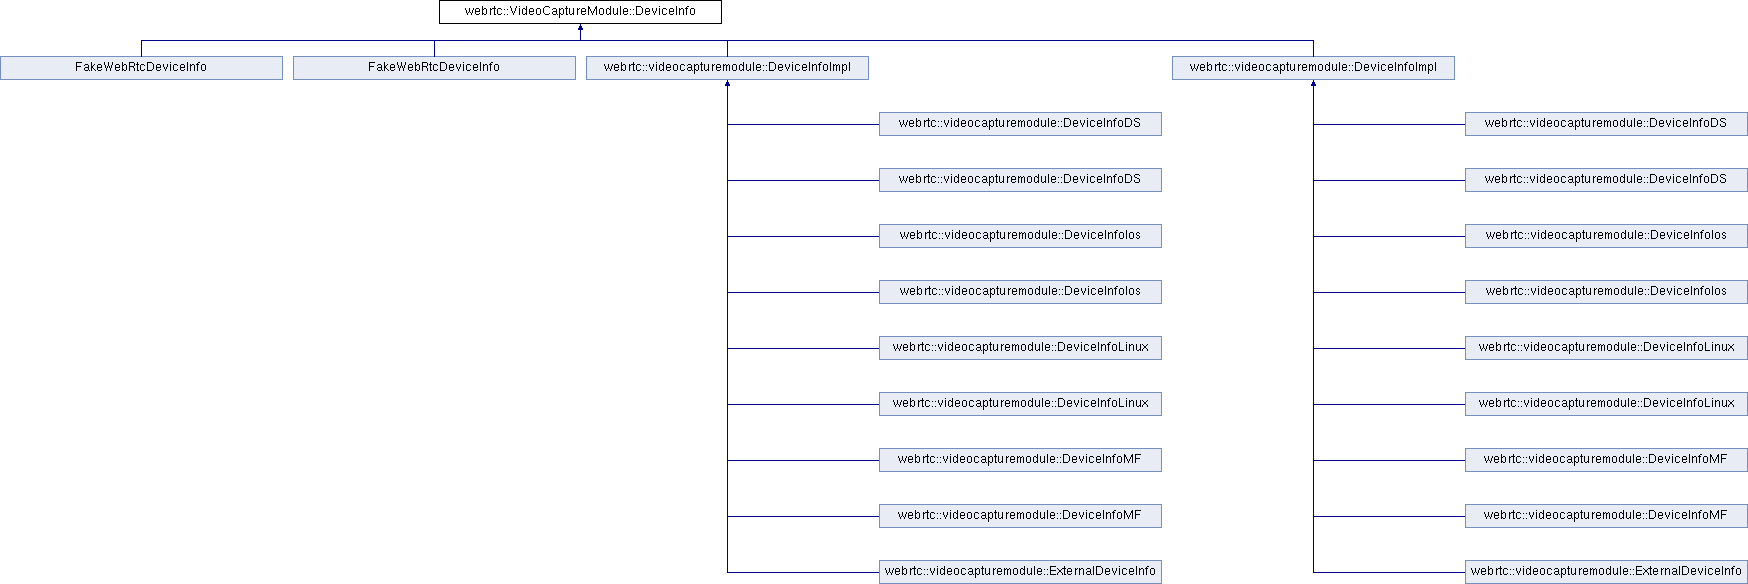 webrtc::VideoCaptureModule::DeviceInfo
FakeWebRtcDeviceInfo
FakeWebRtcDeviceInfo
webrtc::videocapturemodule::DeviceInfoImpl
webrtc::videocapturemodule::DeviceInfoImpl
webrtc::videocapturemodule::DeviceInfoDS
webrtc::videocapturemodule::DeviceInfoDS
webrtc::videocapturemodule::DeviceInfoDS
webrtc::videocapturemodule::DeviceInfoDS
webrtc::videocapturemodule::DeviceInfoIos
webrtc::videocapturemodule::DeviceInfoIos
webrtc::videocapturemodule::DeviceInfoIos
webrtc::videocapturemodule::DeviceInfoIos
webrtc::videocapturemodule::DeviceInfoLinux
webrtc::videocapturemodule::DeviceInfoLinux
webrtc::videocapturemodule::DeviceInfoLinux
webrtc::videocapturemodule::DeviceInfoLinux
webrtc::videocapturemodule::DeviceInfoMF
webrtc::videocapturemodule::DeviceInfoMF
webrtc::videocapturemodule::DeviceInfoMF
webrtc::videocapturemodule::DeviceInfoMF
webrtc::videocapturemodule::ExternalDeviceInfo
webrtc::videocapturemodule::ExternalDeviceInfo